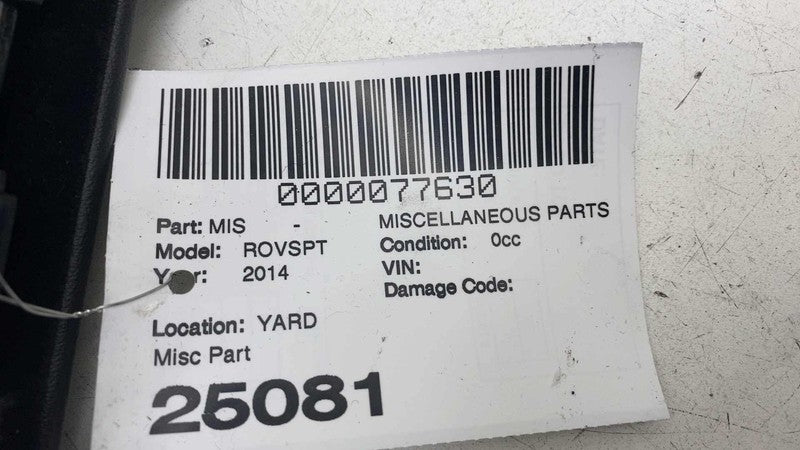 0000077630
Part: MIS - MISCELLANEOUS PARTS
Model: ROVSPT Condition: 0cc
2014 VIN:
Damage Code:
Location: YARD
Misc Part
25081